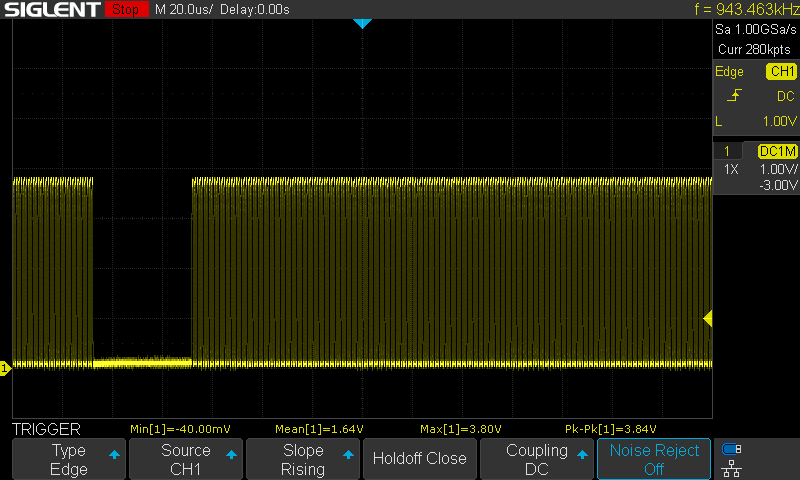 SIGLENT Stop M 20.0us/ Delay:0.00s f = 943.463kHz
Sa 1.00GSa/s
Curr 280kpts
Edge CH1
DC
L 1.00V
1 DC1M
1X 1.00V/
-3.00V
1
TRIGGER Min[1]=-40.00mV Mean[1]=1.64V Max[1]=3.80V Pk-Pk[1]=3.84V
Type
Edge
Source
CH1
Slope
Rising
Holdoff Close
Coupling
DC
Noise Reject
Off